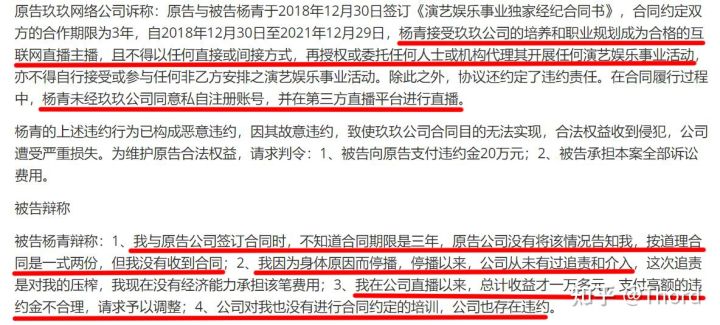 原告玖玖网络公司诉称：原告与被告杨青于2018年12月30日签订《演艺娱乐事业独家经纪合同书》，合同约定双
方的合作期限为3年，自2018年12月30日至2021年12月29日，杨青接受玖玖公司的培养和职业规划成为合格的互
联网直播主播，且不得以任何直接或间接方式，再授权或委托任何人士或机构代理其开展任何演艺娱乐事业活动，
亦不得自行接受或参与任何非乙方安排之演艺娱乐事业活动。除此之外，协议还约定了违约责任。在合同履行过程
中，杨青未经玖玖公司同意私自注册账号，并在第三方直播平台进行直播。
杨青的上述违约行为已构成恶意违约，因其故意违约，致使玖玖公司合同目的无法实现，合法权益收到侵犯，公司
遭受严重损失。为维护原告合法权益，请求判令：1、被告向原告支付违约金20万元；2、被告承担本案全部诉讼
费用。
被告辩称
被告杨青辩称：1、我与原告公司签订合同时，不知道合同期限是三年，原告公司没有将该情况告知我，按道理合
同是一式两份，但我没有收到合同；2、我因为身体原因而停播，停播以来，公司从未有过追责和介入，这次追责
是对我的压榨，我现在没有经济能力承担该笔费用；3、我在公司直播以来，总计收益才一万多元，支付高额的违
约金不合理，请求予以调整；4、公司对我也没有进行合同约定的培训，公司也存在违约。
知乎 @Thord